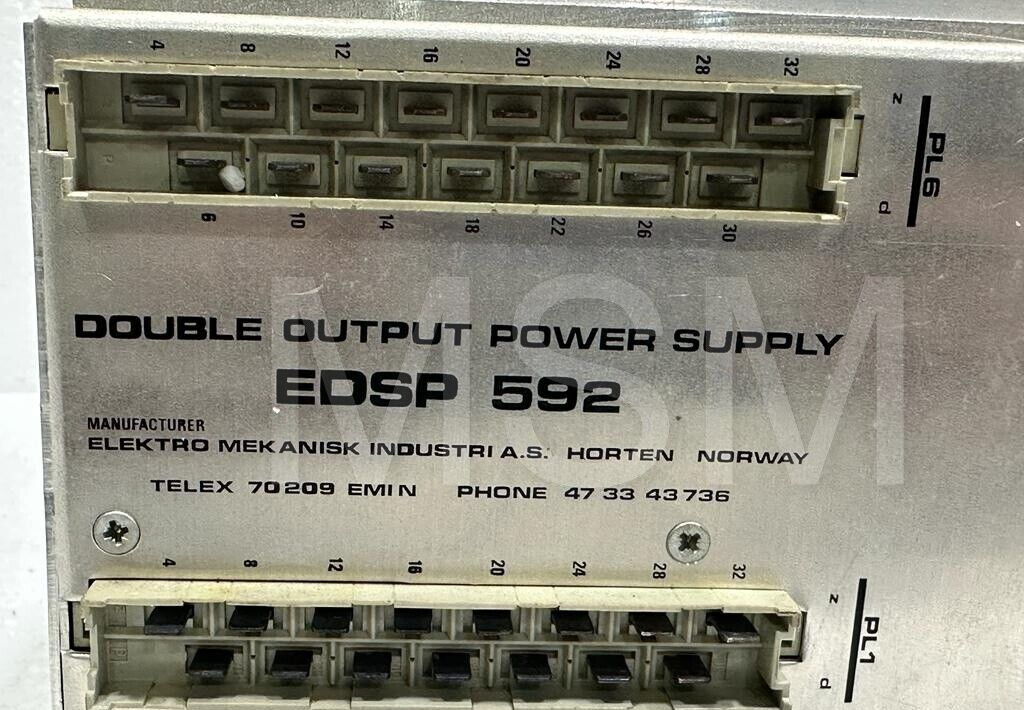 4 8 12 16 20 24 28 32
z
PL6
d
6 10 14 18 22 26 30
DOUBLE OUTPUT POWER SUPPLY
EDSP 592
MSM
MANUFACTURER
ELEKTRO MEKANISK INDUSTRI A.S. HORTEN NORWAY
TELEX 70209 EMI N PHONE 47 33 43736
4 8 12 16 20 24 28 32
z
PL1
d